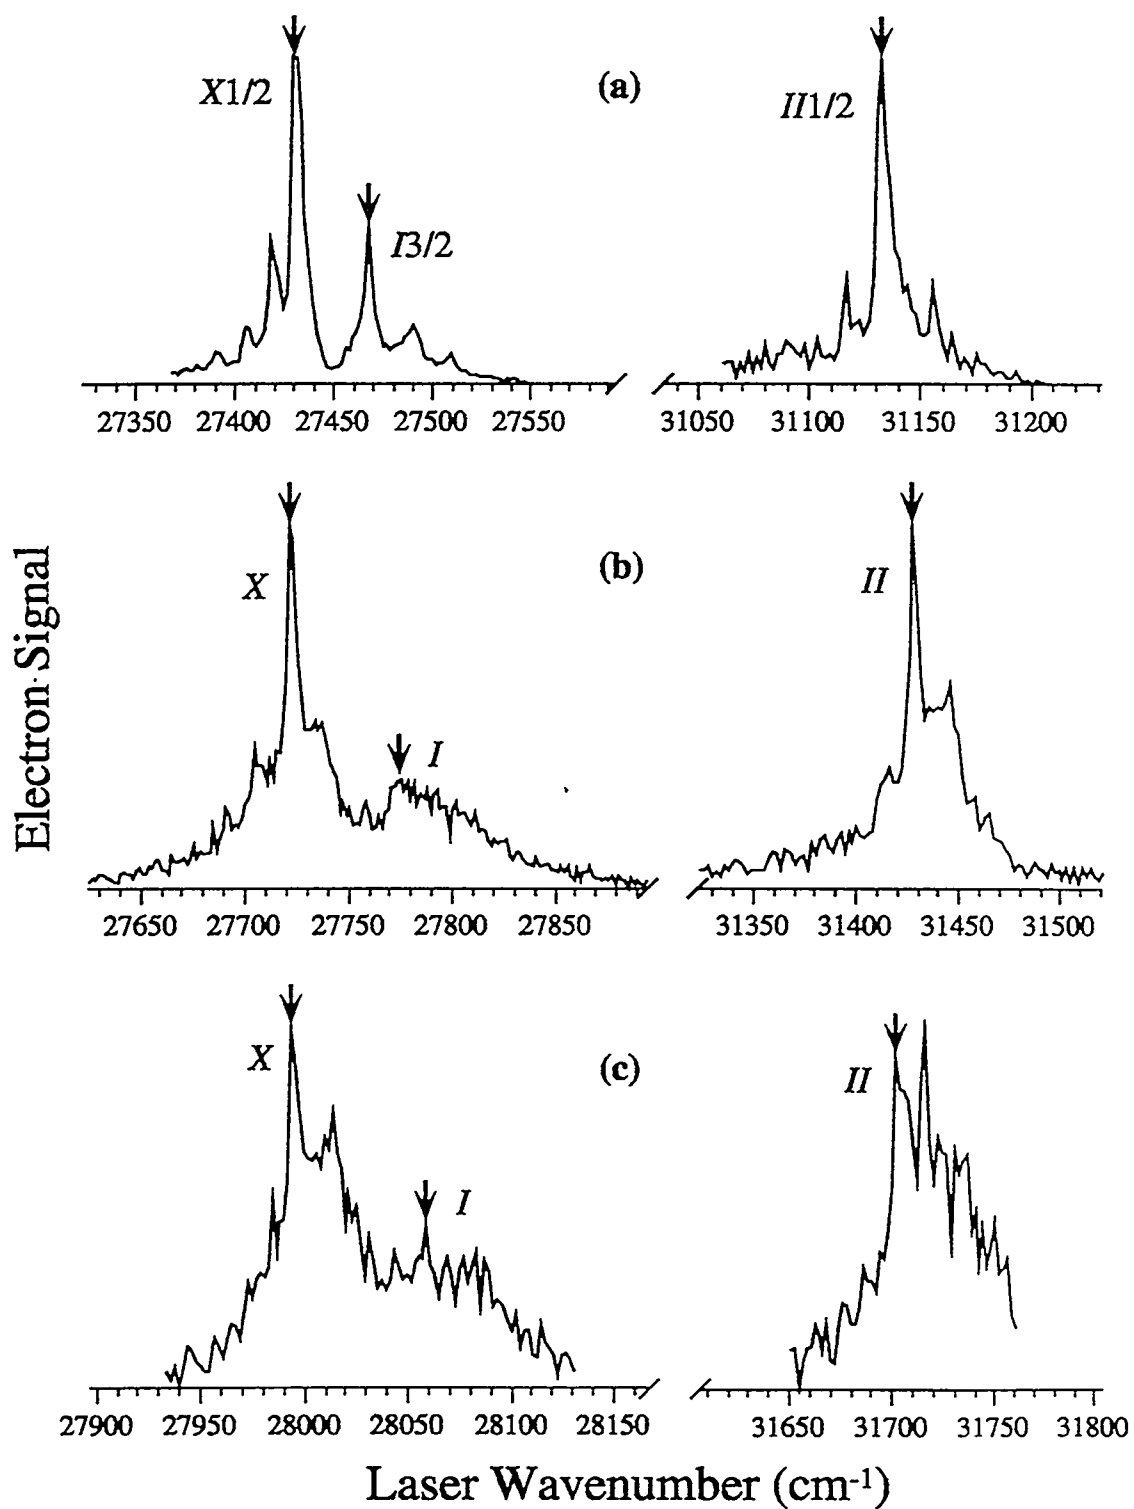 X1/2
(a)
II1/2
I3/2
27350 27400 27450 27500 27550
31050 31100 31150 31200
X
(b)
II
I
27650 27700 27750 27800 27850
31350 31400 31450 31500
X
(c)
II
I
27900 27950 28000 28050 28100 28150
31650 31700 31750 31800
Electron Signal
Laser Wavenumber (cm-1)